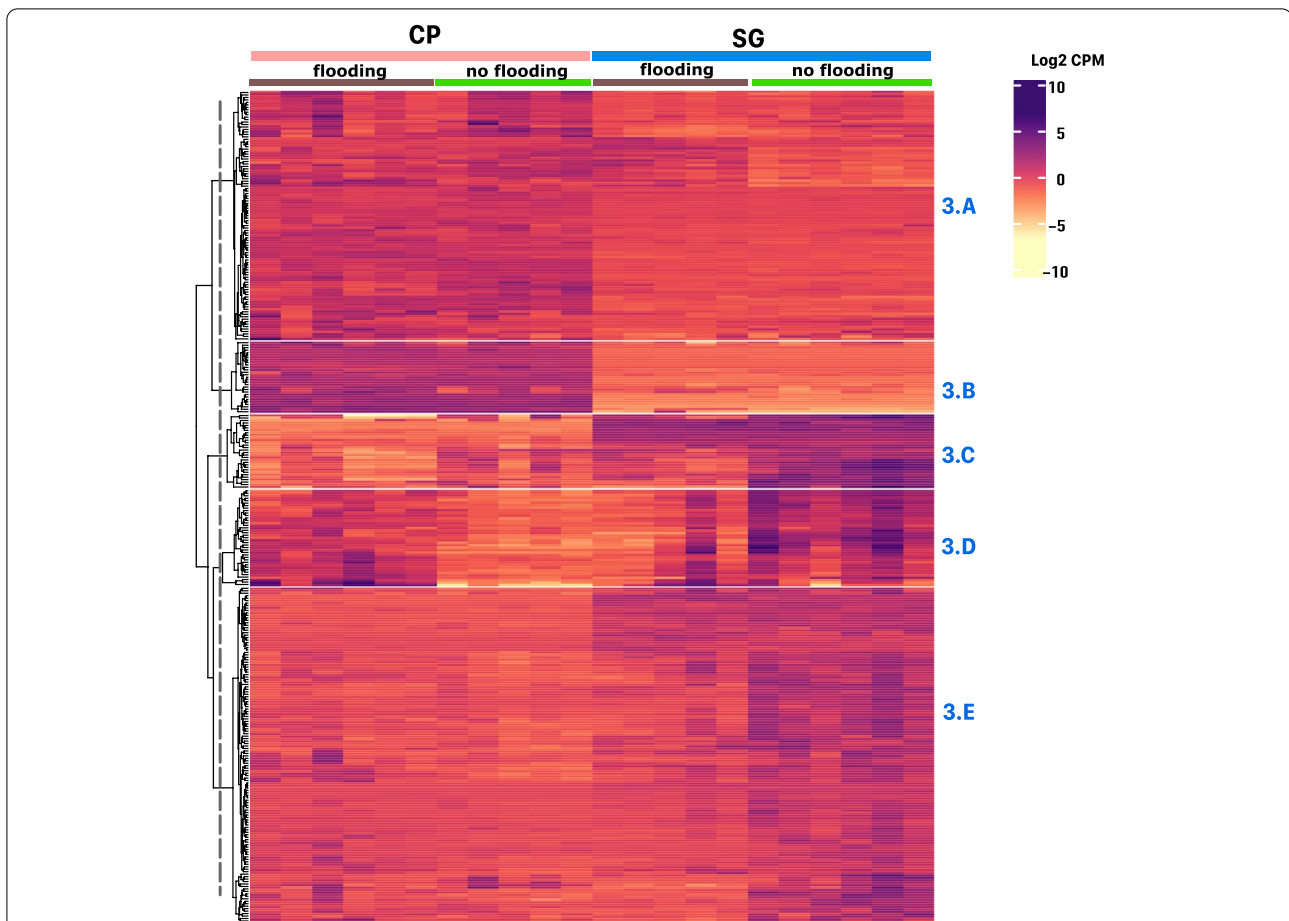 CP
SG
flooding
no flooding
flooding
no flooding
Log2 CPM
10
5
0
−5
−10
3.A
3.B
3.C
3.D
3.E